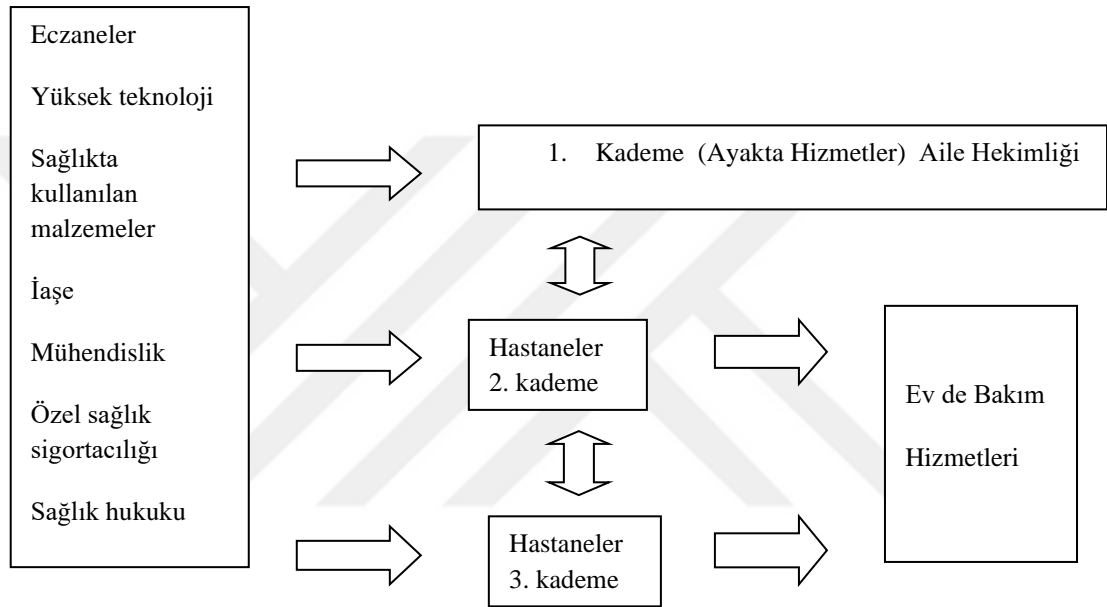 Eczaneler
Yüksek teknoloji
Sağlıkta
kullanılan
malzemeler
İaşe
Mühendislik
Özel sağlık
sigortacılığı
Sağlık hukuku
1. Kademe (Ayakta Hizmetler) Aile Hekimliği
Hastaneler
2. kademe
Hastaneler
3. kademe
Ev de Bakım
Hizmetleri